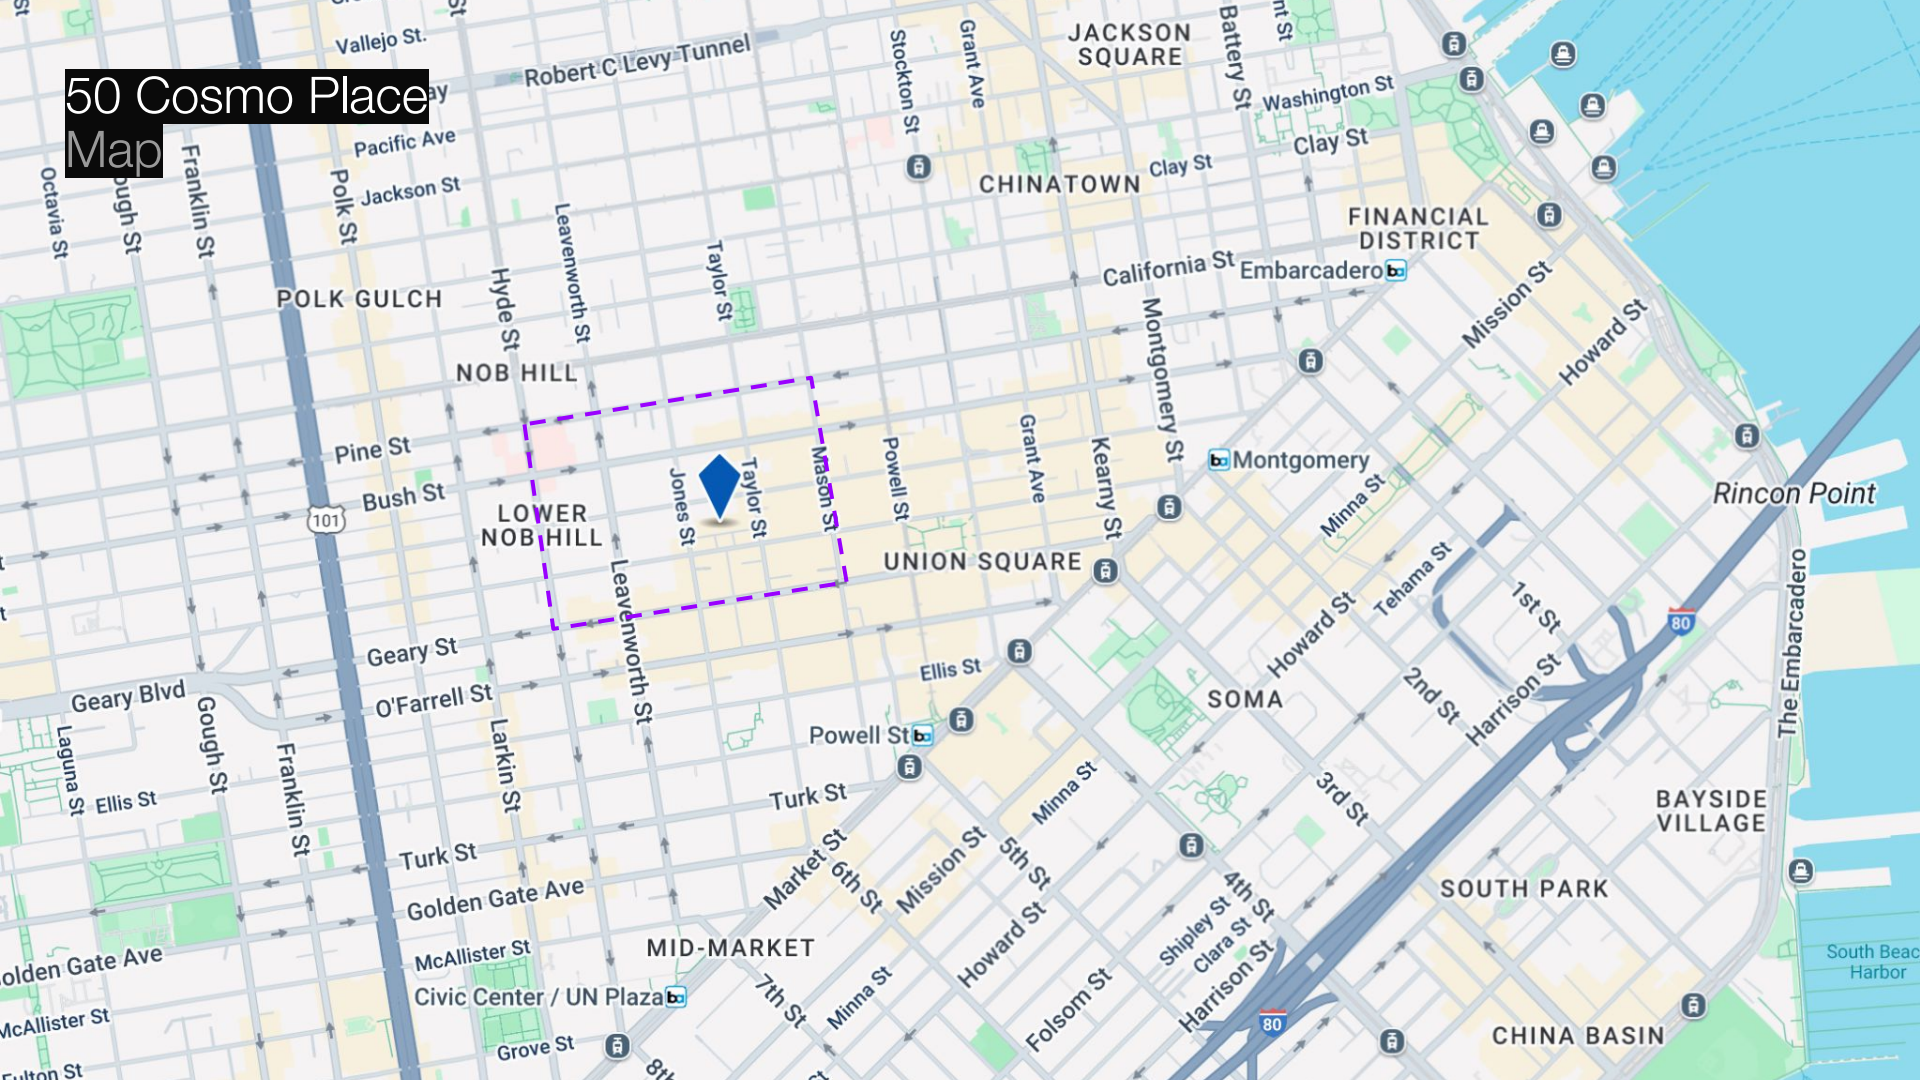 50 Cosmo Place
Map
Vallejo St.
Robert C Levy Tunnel
Stockton St
Grant Ave
JACKSON
SQUARE
Battery St
Washington St
Clay St
Pacific Ave
Jackson St
Polk St
Franklin St
Octavia St
Clay St
CHINATOWN
FINANCIAL
DISTRICT
Embarcadero
California St
Leavenworth St
Taylor St
Hyde St
POLK GULCH
NOB HILL
Montgomery St
Mission St
Howard St
Pine St
Bush St
101
LOWER
NOB HILL
Jones St
Taylor St
Mason St
Powell St
Grant Ave
Kearny St
Montgomery
Minna St
Rincon Point
UNION SQUARE
Tehama St
1st St
80
The Embarcadero
Leavenworth St
Geary St
Geary Blvd
O'Farrell St
Ellis St
Howard St
SOMA
2nd St
Harrison St
Powell St
Gough St
Laguna St
Franklin St
Larkin St
Ellis St
Turk St
Minna St
3rd St
BAYSIDE
VILLAGE
Turk St
Market St
6th St
Mission St
5th St
4th St
SOUTH PARK
Golden Gate Ave
Shipley St
Clara St
Harrison St
Howard St
MID-MARKET
McAllister St
Golden Gate Ave
South Beac
Harbor
Civic Center / UN Plaza
7th St
Minna St
Folsom St
80
McAllister St
Grove St
CHINA BASIN
Fulton St
8th